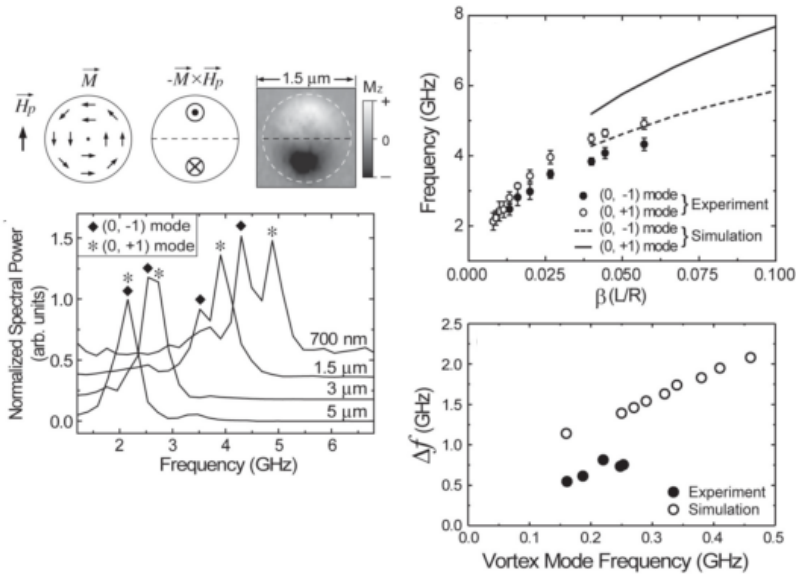 H⃗p
M⃗
-M⃗×H⃗p
1.5 μm
Mz
+
0
−
Normalized Spectral Power
(arb. units)
1.5
1.0
0.5
0.0
◆ (0, -1) mode
* (0, +1) mode
700 nm
1.5 μm
3 μm
5 μm
2 3 4 5 6
Frequency (GHz)
Frequency (GHz)
8
6
4
2
(0, -1) mode
(0, +1) mode
Experiment
(0, -1) mode
(0, +1) mode
Simulation
0.000 0.025 0.050 0.075 0.100
β(L/R)
Δf (GHz)
2.5
2.0
1.5
1.0
0.5
0.0
Experiment
Simulation
0.0 0.1 0.2 0.3 0.4 0.5
Vortex Mode Frequency (GHz)